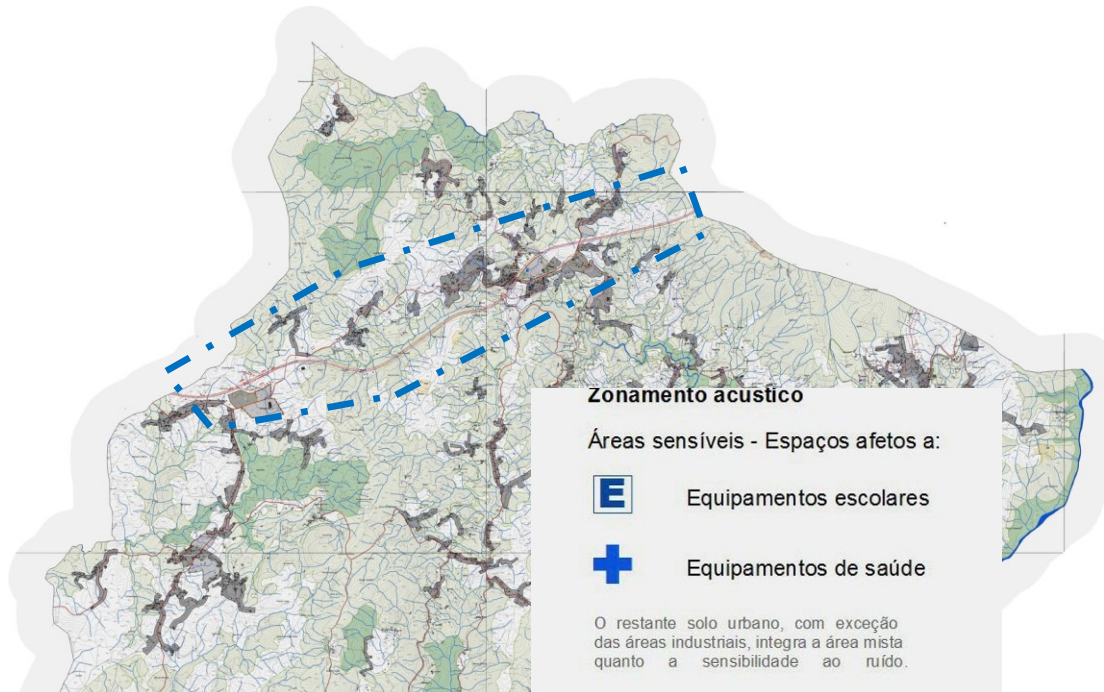 Zonamento acústico
Áreas sensíveis - Espaços afetos a:
E
Equipamentos escolares
Equipamentos de saúde
O restante solo urbano, com exceção
das áreas industriais, integra a área mista
quanto a sensibilidade ao ruído.